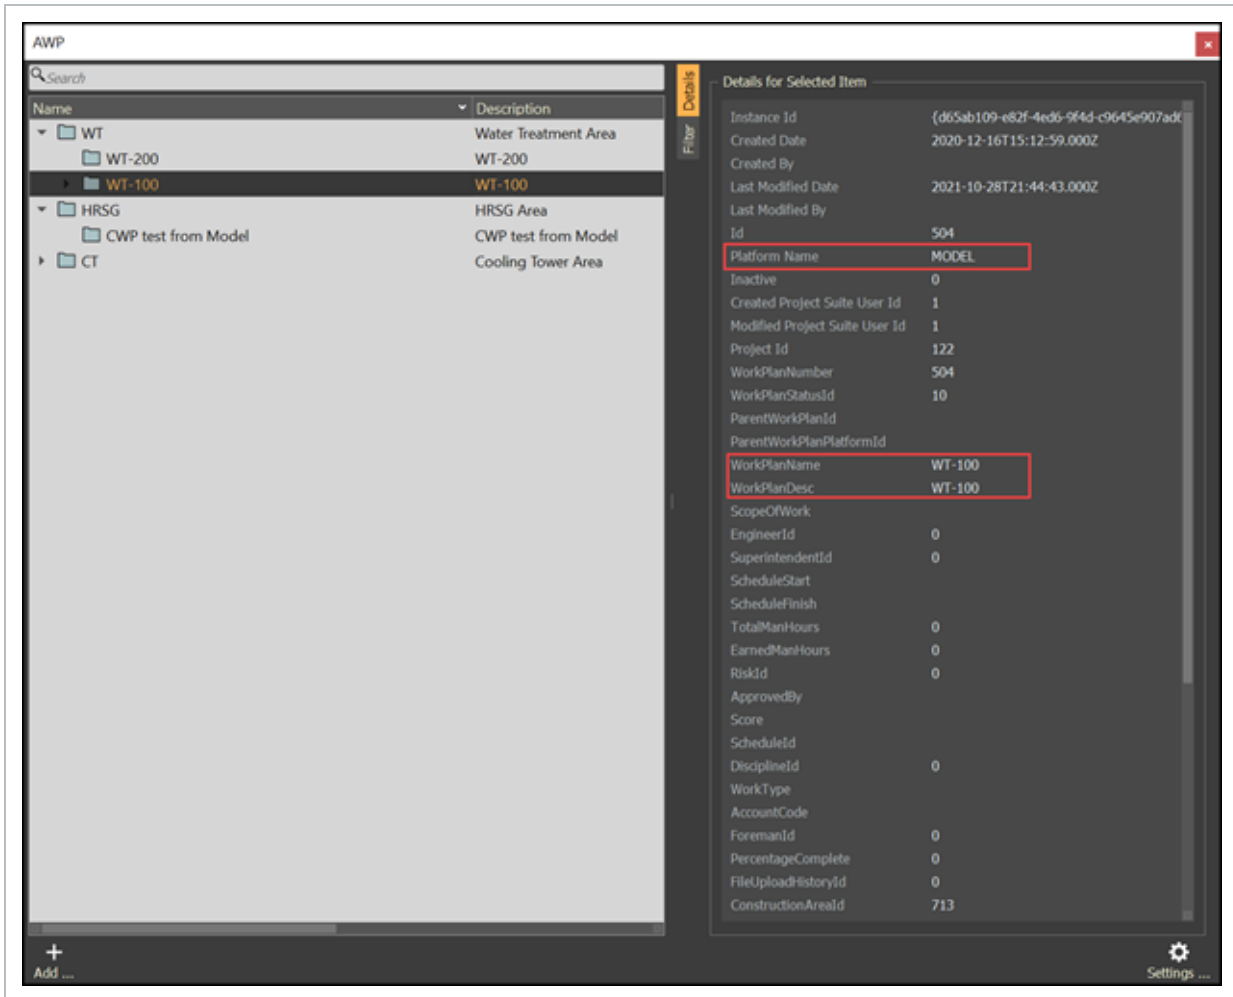 AWP
Search
Name Description
WT Water Treatment Area
WT-200 WT-200
WT-100 WT-100
HRSG HRSG Area
CWP test from Model CWP test from Model
CT Cooling Tower Area
Add ...
Details
Filter
Details for Selected Item
Instance Id {d65ab109-e82f-4ed6-9f4d-c9645e907ad
Created Date 2020-12-16T15:12:59.000Z
Created By
Last Modified Date 2021-10-28T21:44:43.000Z
Last Modified By
Id 504
Platform Name MODEL
Inactive 0
Created Project Suite User Id 1
Modified Project Suite User Id 1
Project Id 122
WorkPlanNumber 504
WorkPlanStatusId 10
ParentWorkPlanId
ParentWorkPlanPlatformId
WorkPlanName WT-100
WorkPlanDesc WT-100
ScopeOfWork
EngineerId 0
SuperintendentId 0
ScheduleStart
ScheduleFinish
TotalManHours 0
EarnedManHours 0
RiskId 0
ApprovedBy
Score
ScheduleId
DisciplineId 0
WorkType
AccountCode
ForemanId 0
PercentageComplete 0
FileUploadHistoryId 0
ConstructionAreaId 713
Settings ...